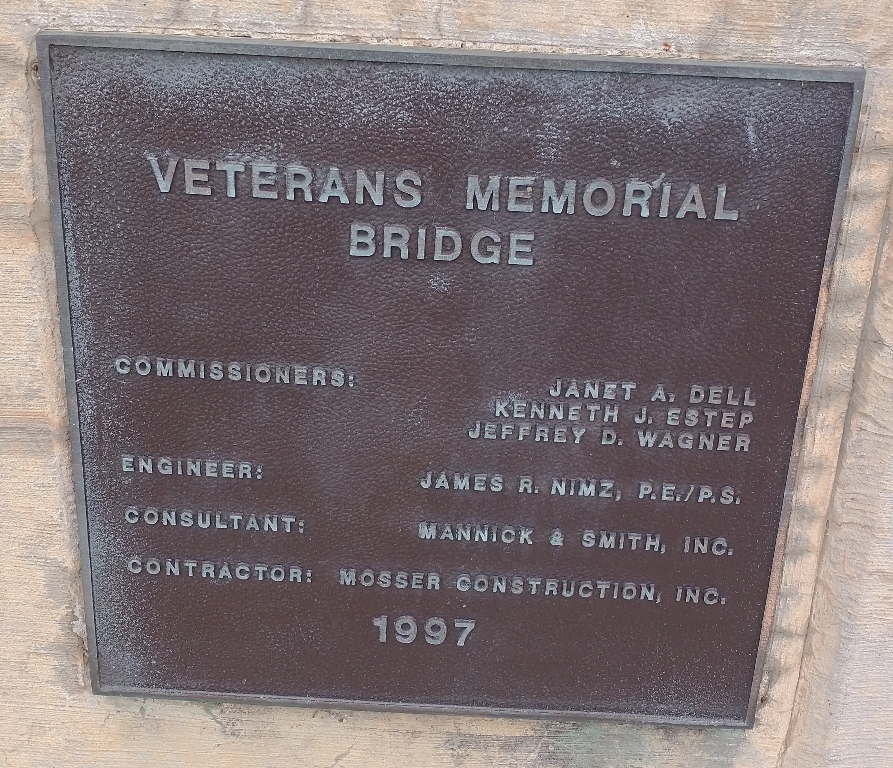 VETERANS MEMORIAL
BRIDGE
COMMISSIONERS: JANET A. DELL
KENNETH J. ESTEP
JEFFREY D. WAGNER
ENGINEER: JAMES R. NIMZ, P.E./P.S.
CONSULTANT: MANNICK & SMITH, INC.
CONTRACTOR: MOSSER CONSTRUCTION, INC.
1997